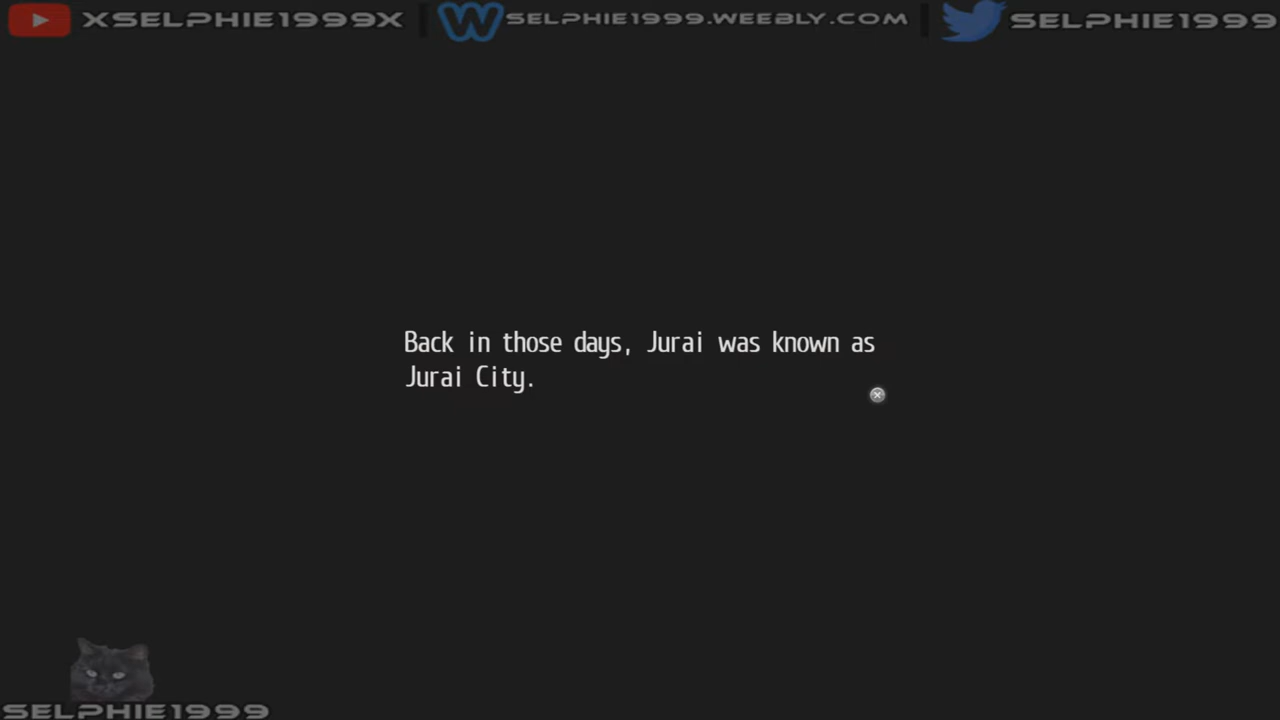 XSELPHIE1999X
SELPHIE1999.WEEBLY.COM
SELPHIE1999
Back in those days, Jurai was known as
Jurai City.
SELPHIE1999